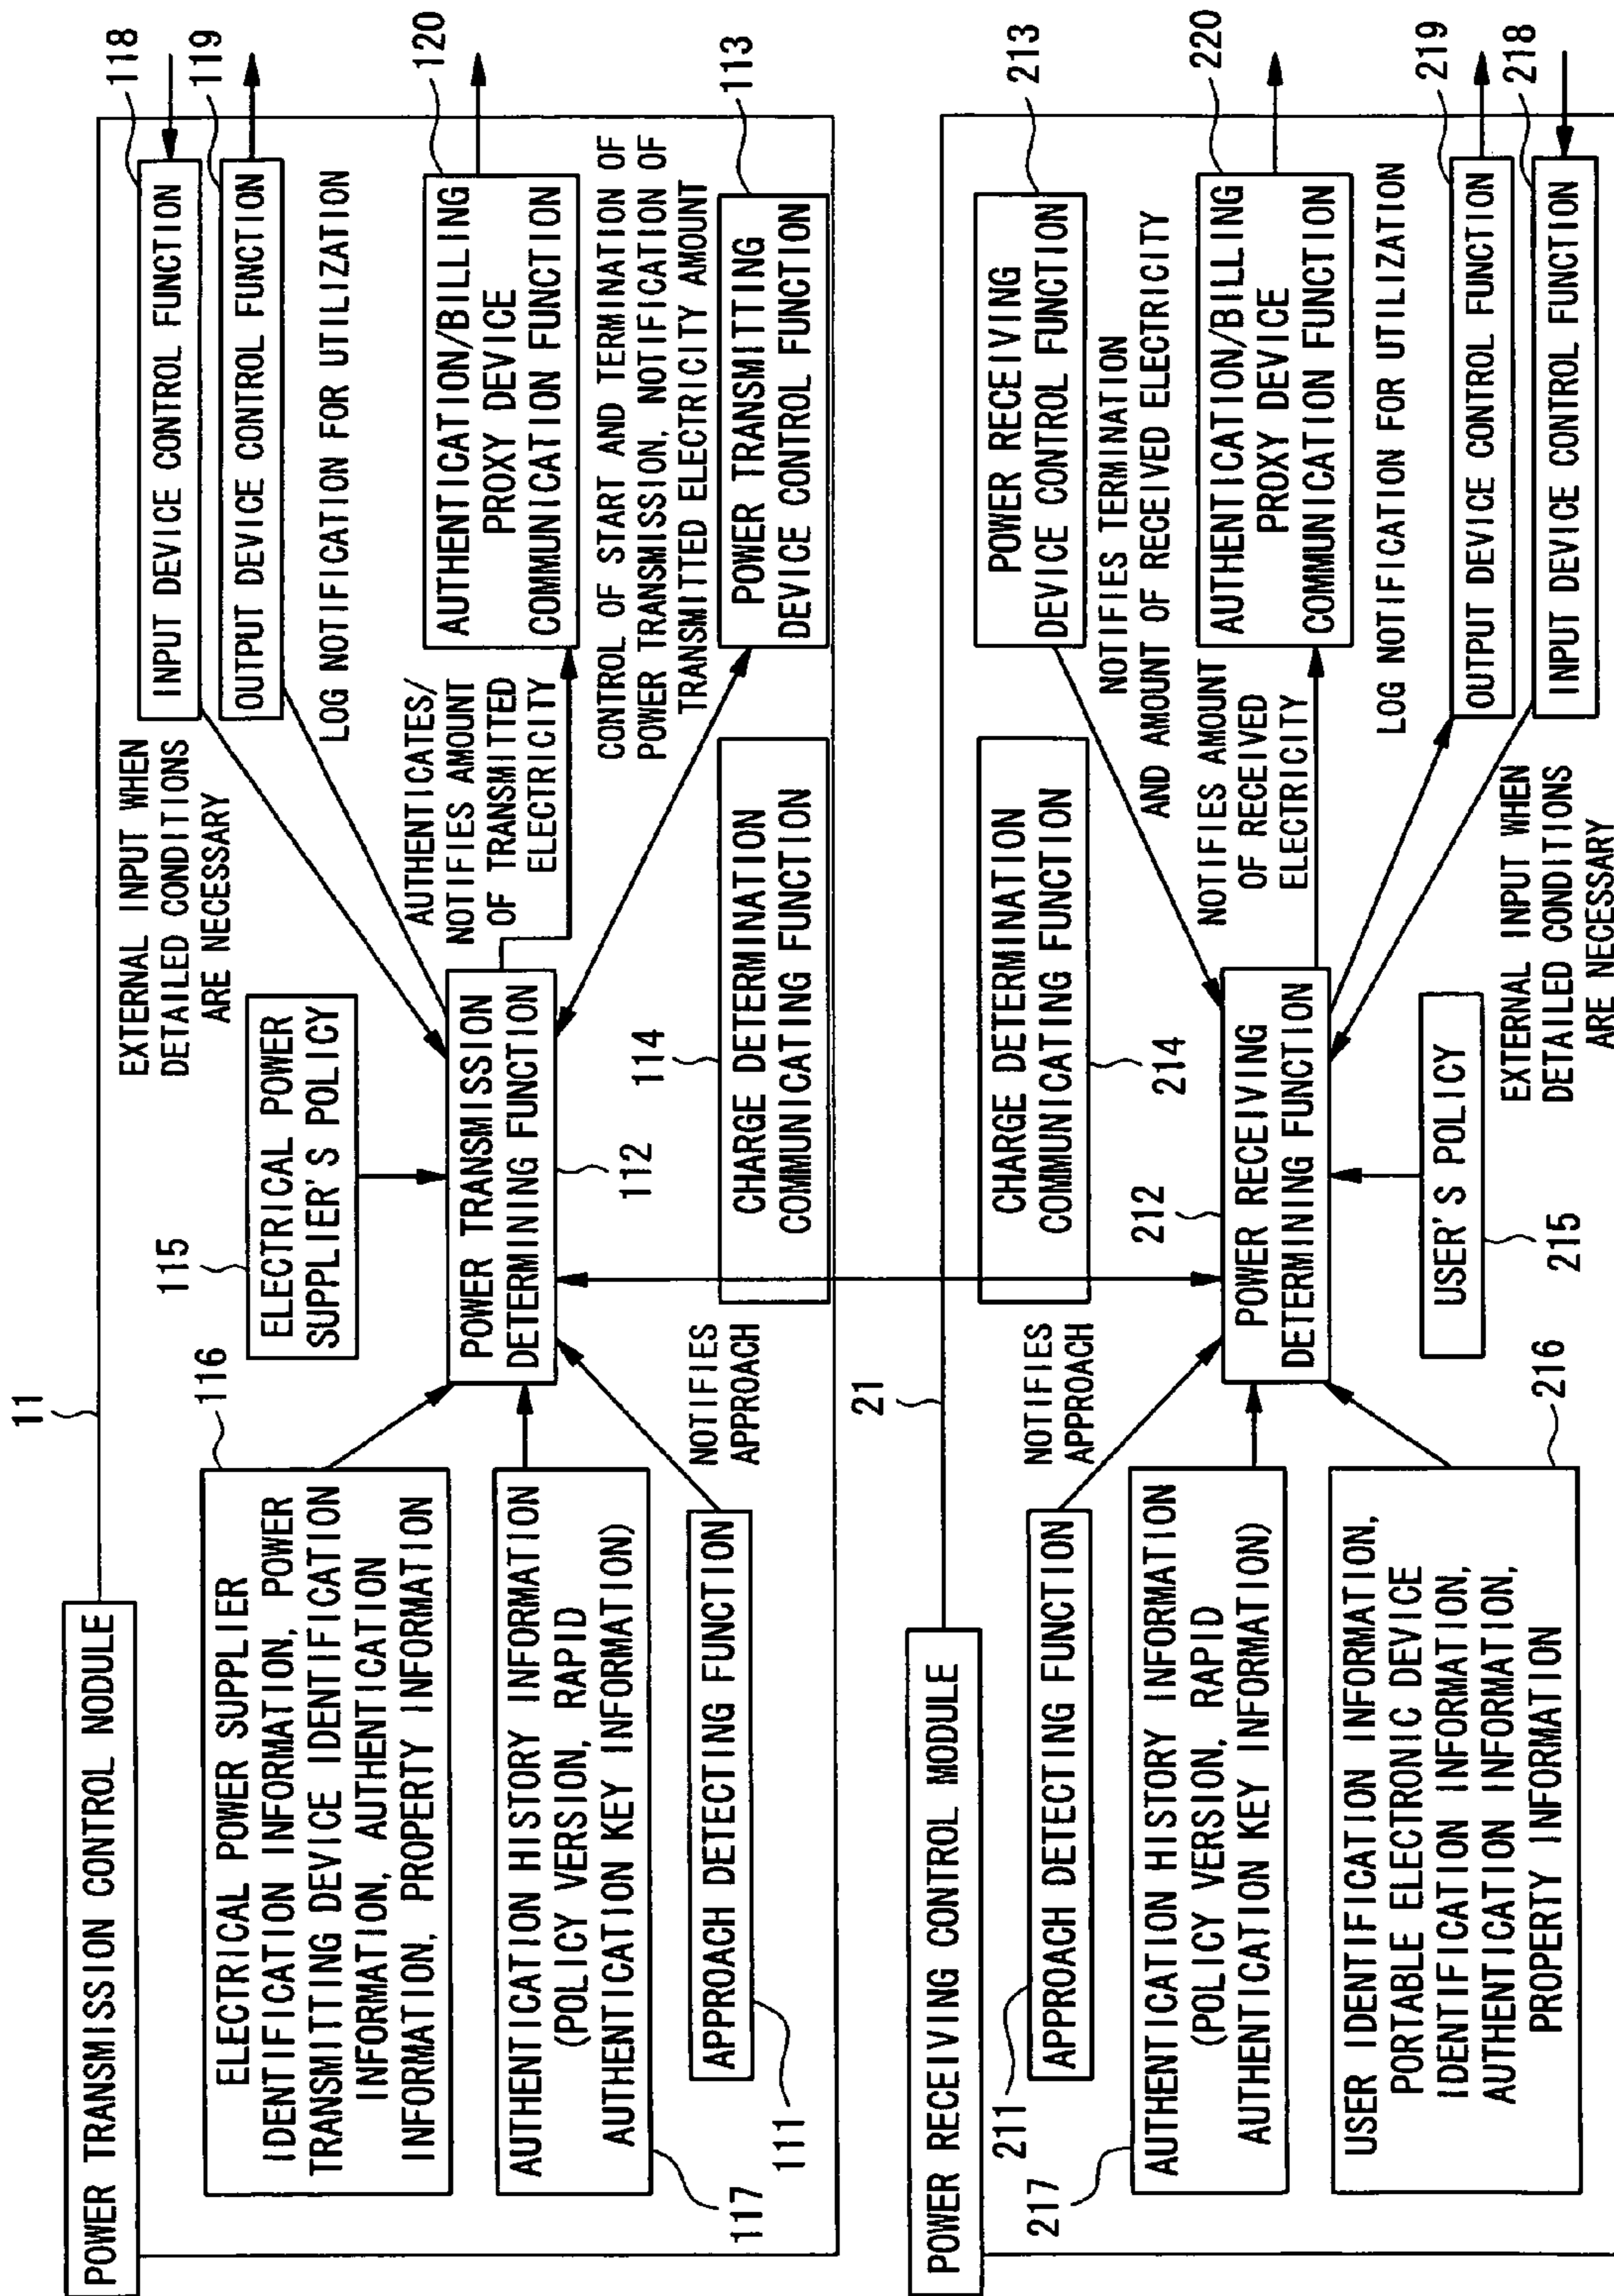 POWER TRANSMISSION CONTROL NODULE
11
ELECTRICAL POWER SUPPLIER
IDENTIFICATION INFORMATION, POWER
TRANSMITTING DEVICE IDENTIFICATION
INFORMATION, AUTHENTICATION
INFORMATION, PROPERTY INFORMATION
116
AUTHENTICATION HISTORY INFORMATION
(POLICY VERSION, RAPID
AUTHENTICATION KEY INFORMATION)
117
APPROACH DETECTING FUNCTION
111
NOTIFIES
APPROACH
115
ELECTRICAL POWER
SUPPLIER'S POLICY
POWER TRANSMISSION
DETERMINING FUNCTION
112
114
CHARGE DETERMINATION
COMMUNICATING FUNCTION
EXTERNAL INPUT WHEN
DETAILED CONDITIONS
ARE NECESSARY
INPUT DEVICE CONTROL FUNCTION
118
OUTPUT DEVICE CONTROL FUNCTION
119
LOG NOTIFICATION FOR UTILIZATION
AUTHENTICATES/
NOTIFIES AMOUNT
OF TRANSMITTED
ELECTRICITY
AUTHENTICATION/BILLING
PROXY DEVICE
COMMUNICATION FUNCTION
120
CONTROL OF START AND TERMINATION OF
POWER TRANSMISSION, NOTIFICATION OF
TRANSMITTED ELECTRICITY AMOUNT
POWER TRANSMITTING
DEVICE CONTROL FUNCTION
113
POWER RECEIVING CONTROL MODULE
21
211
APPROACH DETECTING FUNCTION
NOTIFIES
APPROACH
217
AUTHENTICATION HISTORY INFORMATION
(POLICY VERSION, RAPID
AUTHENTICATION KEY INFORMATION)
USER IDENTIFICATION INFORMATION,
PORTABLE ELECTRONIC DEVICE
IDENTIFICATION INFORMATION,
AUTHENTICATION INFORMATION,
PROPERTY INFORMATION
216
CHARGE DETERMINATION
COMMUNICATING FUNCTION
214
212
POWER RECEIVING
DETERMINING FUNCTION
USER'S POLICY
215
POWER RECEIVING
DEVICE CONTROL FUNCTION
213
NOTIFIES TERMINATION
AND AMOUNT OF RECEIVED ELECTRICITY
NOTIFIES AMOUNT
OF RECEIVED
ELECTRICITY
AUTHENTICATION/BILLING
PROXY DEVICE
COMMUNICATION FUNCTION
220
LOG NOTIFICATION FOR UTILIZATION
OUTPUT DEVICE CONTROL FUNCTION
219
INPUT DEVICE CONTROL FUNCTION
218
EXTERNAL INPUT WHEN
DETAILED CONDITIONS
ARE NECESSARY